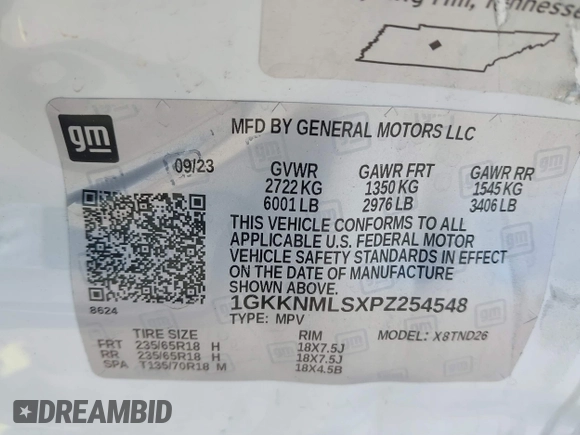 Hill, Tennessee
gm
MFD BY GENERAL MOTORS LLC
09/23
GVWR GAWR FRT GAWR RR
2722 KG 1350 KG 1545 KG
6001 LB 2976 LB 3406 LB
THIS VEHICLE CONFORMS TO ALL
APPLICABLE U.S. FEDERAL MOTOR
VEHICLE SAFETY STANDARDS IN EFFECT
ON THE DATE OF MANUFACTURE
SHOWN ABOVE.
1GKKNMLSXPZ254548
8624
TYPE: MPV MODEL: X8TND26
TIRE SIZE RIM
FRT 235/65R18 H 18X7.5J
RR 235/65R18 H 18X7.5J
SPA T135/70R18 M 18X4.5B
DREAMBID